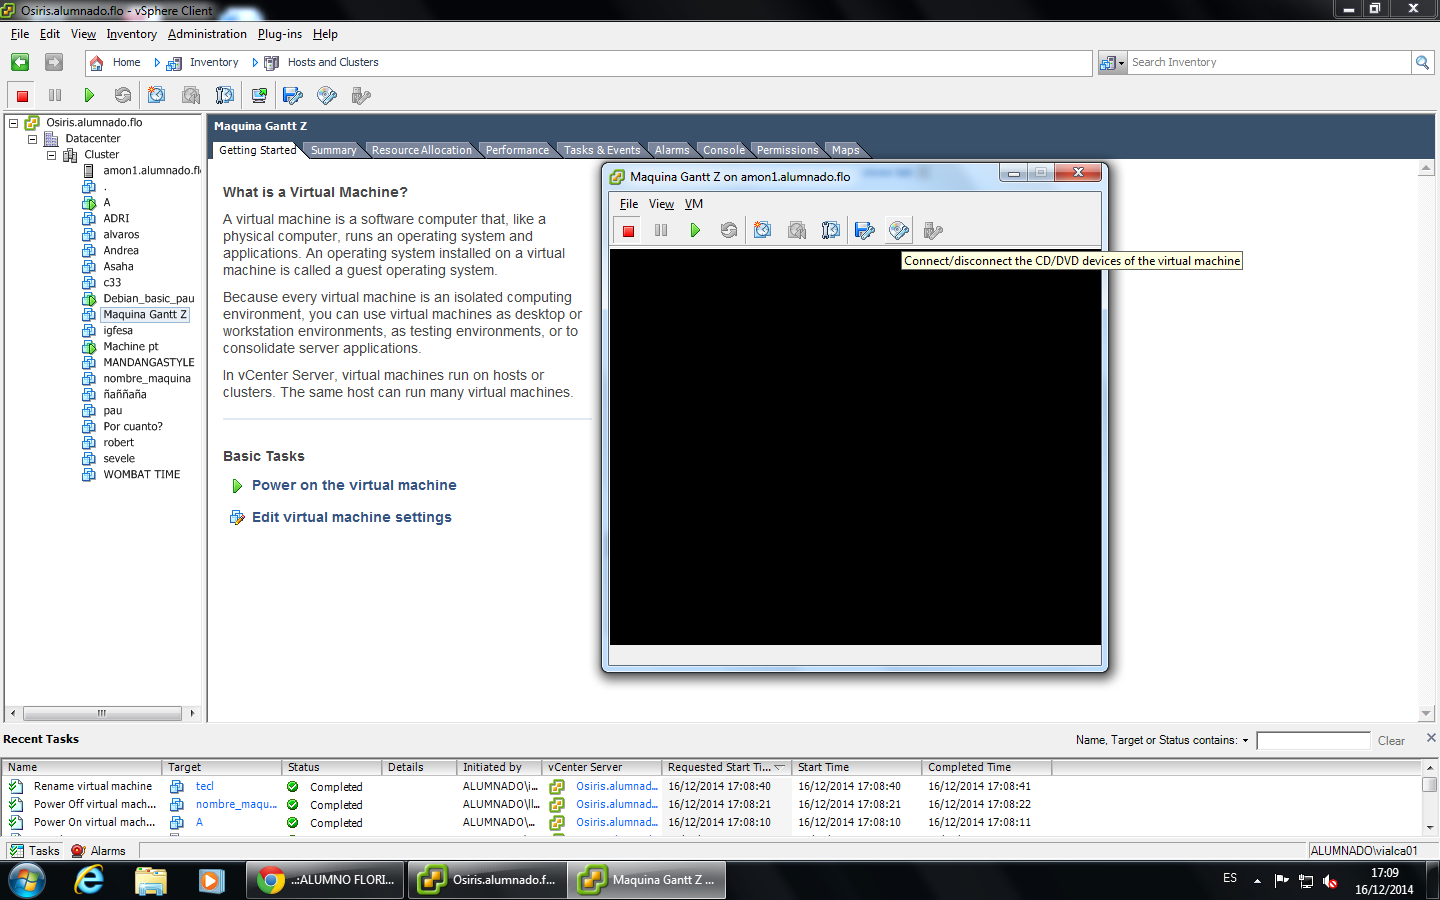 Osiris.alumnado.flo - vSphere Client
File Edit View Inventory Administration Plug-ins Help
Home Inventory Hosts and Clusters
Search Inventory
Osiris.alumnado.flo
Datacenter
Cluster
amon1.alumnado.fl
.
A
ADRI
alvaros
Andrea
Asaha
c33
Debian_basic_pau
Maquina Gantt Z
igfesa
Machine pt
MANDANGASTYLE
nombre_maquina
ñaññaña
pau
Por cuanto?
robert
sevele
WOMBAT TIME
Maquina Gantt Z
Getting Started Summary Resource Allocation Performance Tasks & Events Alarms Console Permissions Maps
What is a Virtual Machine?
A virtual machine is a software computer that, like a
physical computer, runs an operating system and
applications. An operating system installed on a virtual
machine is called a guest operating system.
Because every virtual machine is an isolated computing
environment, you can use virtual machines as desktop or
workstation environments, as testing environments, or to
consolidate server applications.
In vCenter Server, virtual machines run on hosts or
clusters. The same host can run many virtual machines.
Basic Tasks
Power on the virtual machine
Edit virtual machine settings
Maquina Gantt Z on amon1.alumnado.flo
File View VM
Connect/disconnect the CD/DVD devices of the virtual machine
Recent Tasks
Name, Target or Status contains: Clear
Name Target Status Details Initiated by vCenter Server Requested Start Ti... Start Time Completed Time
Rename virtual machine tecl Completed ALUMNADO\i... Osiris.alumnad... 16/12/2014 17:08:40 16/12/2014 17:08:40 16/12/2014 17:08:41
Power Off virtual mach... nombre_maqu... Completed ALUMNADO\ll... Osiris.alumnad... 16/12/2014 17:08:21 16/12/2014 17:08:21 16/12/2014 17:08:22
Power On virtual mach... A Completed ALUMNADO\... Osiris.alumnad... 16/12/2014 17:08:10 16/12/2014 17:08:10 16/12/2014 17:08:11
Tasks Alarms
ALUMNADO\vialca01
..:ALUMNO FLORI... Osiris.alumnado.f... Maquina Gantt Z ...
ES
17:09
16/12/2014